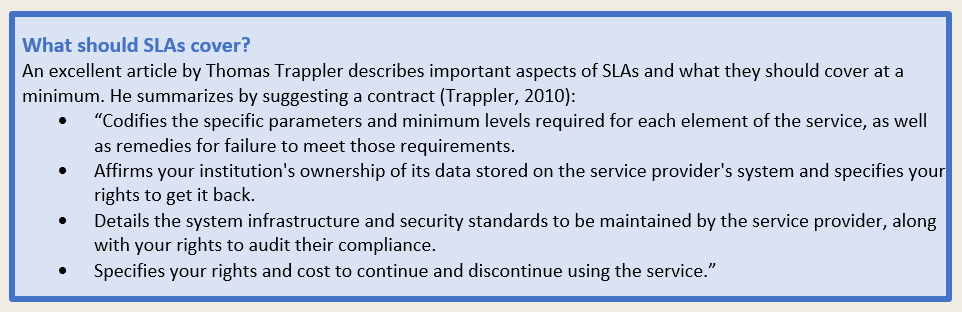 What should SLAs cover?
An excellent article by Thomas Trappler describes important aspects of SLAs and what they should cover at a
minimum. He summarizes by suggesting a contract (Trappler, 2010):
• “Codifies the specific parameters and minimum levels required for each element of the service, as well
as remedies for failure to meet those requirements.
• Affirms your institution's ownership of its data stored on the service provider's system and specifies your
rights to get it back.
• Details the system infrastructure and security standards to be maintained by the service provider, along
with your rights to audit their compliance.
• Specifies your rights and cost to continue and discontinue using the service.”